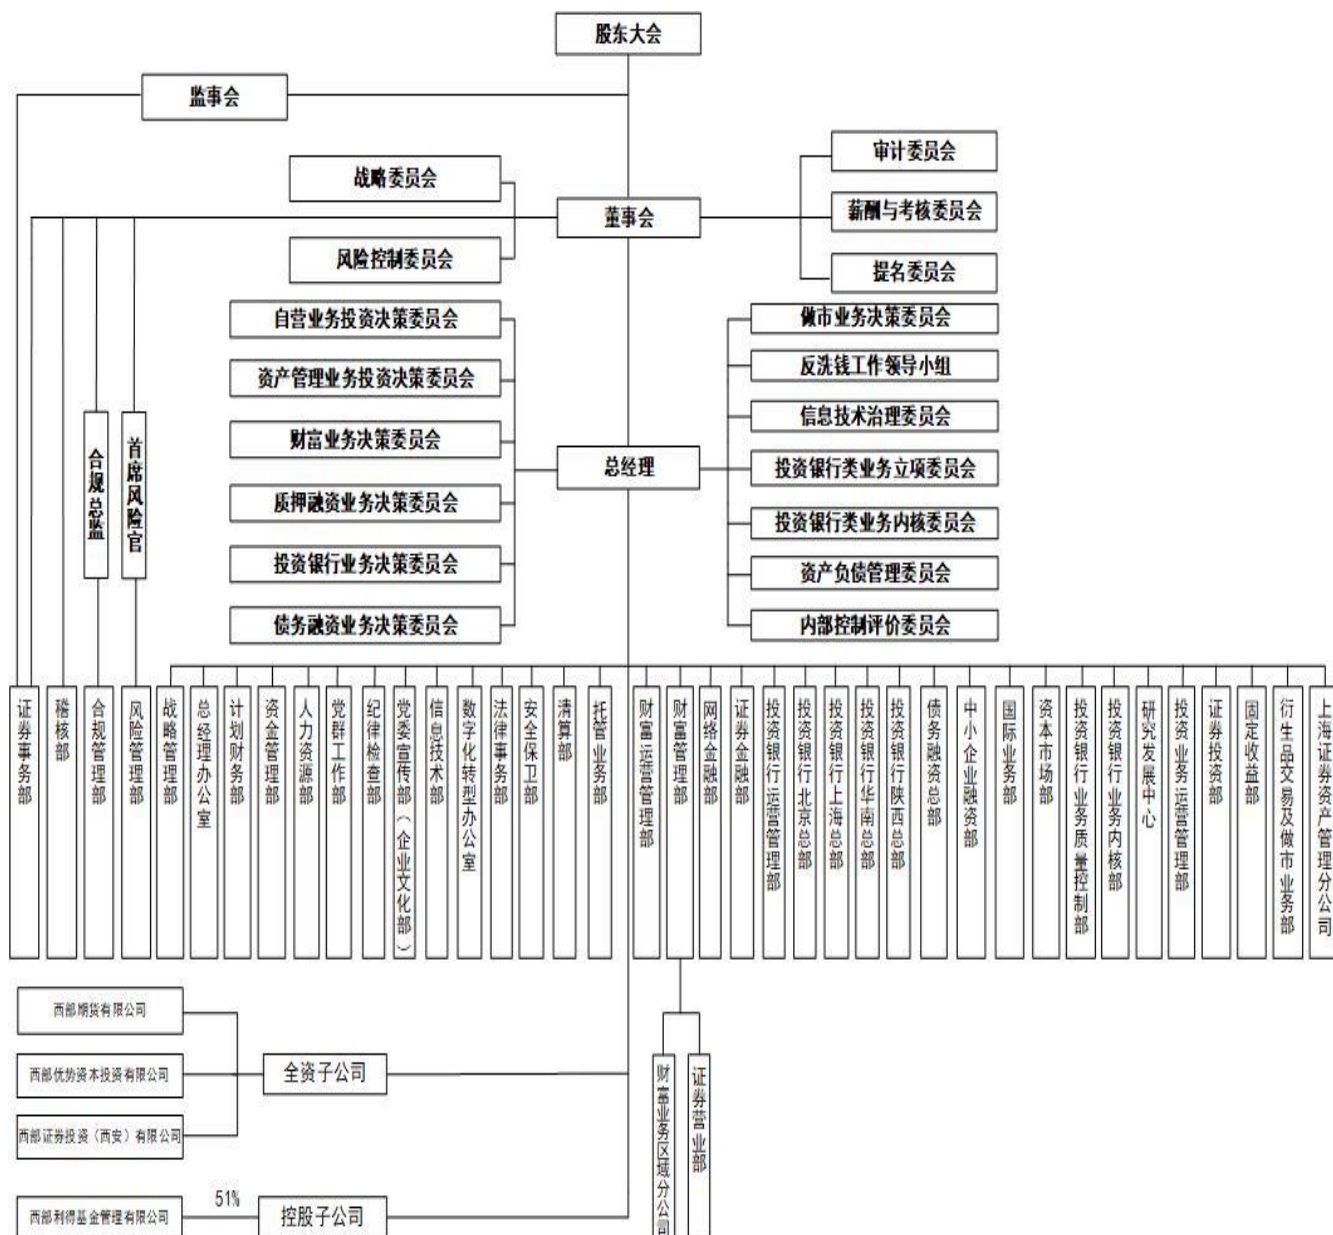 股东大会
监事会
审计委员会
战略委员会
薪酬与考核委员会
董事会
风险控制委员会
提名委员会
自营业务投资决策委员会
做市业务决策委员会
资产管理业务投资决策委员会
反洗钱工作领导小组
财富业务决策委员会
信息技术治理委员会
合规总监
首席风险官
总经理
投资银行类业务立项委员会
质押融资业务决策委员会
投资银行类业务内核委员会
投资银行业务决策委员会
资产负债管理委员会
债务融资业务决策委员会
内部控制评价委员会
证券事务部
稽核部
合规管理部
风险管理部
战略管理部
总经理办公室
计划财务部
资金管理部
人力资源部
党群工作部
纪律检查部
党委宣传部（企业文化部）
信息技术部
数字化转型办公室
法律事务部
安全保卫部
清算部
托管业务部
财富运营管理部
财富管理部
网络金融部
证券金融部
投资银行运营管理部
投资银行北京总部
投资银行上海总部
投资银行华南总部
投资银行陕西总部
债务融资总部
中小企业融资部
国际业务部
资本市场部
投资银行业务质量控制部
投资银行业务内核部
研究发展中心
投资业务运营管理部
证券投资部
固定收益部
衍生品交易及做市业务部
上海证券资产管理分公司
西部期货有限公司
西部优势资本投资有限公司
全资子公司
西部证券投资（西安）有限公司
财富业务区域分公司
证券营业部
西部利得基金管理有限公司
51%
控股子公司